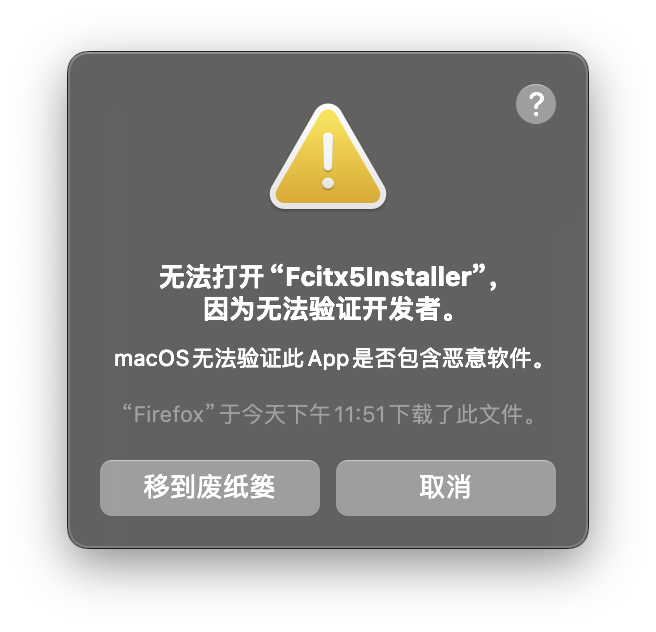 ?
无法打开“Fcitx5Installer”，
因为无法验证开发者。
macOS无法验证此App是否包含恶意软件。
“Firefox”于今天下午11:51下载了此文件。
移到废纸篓
取消